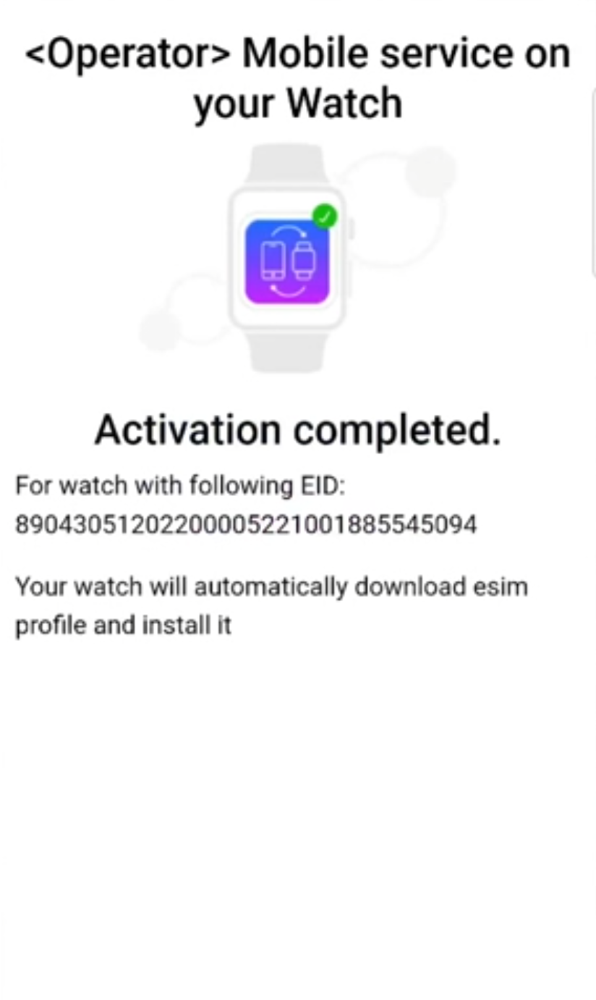 <Operator> Mobile service on
your Watch
Activation completed.
For watch with following EID:
89043051202200005221001885545094
Your watch will automatically download esim
profile and install it